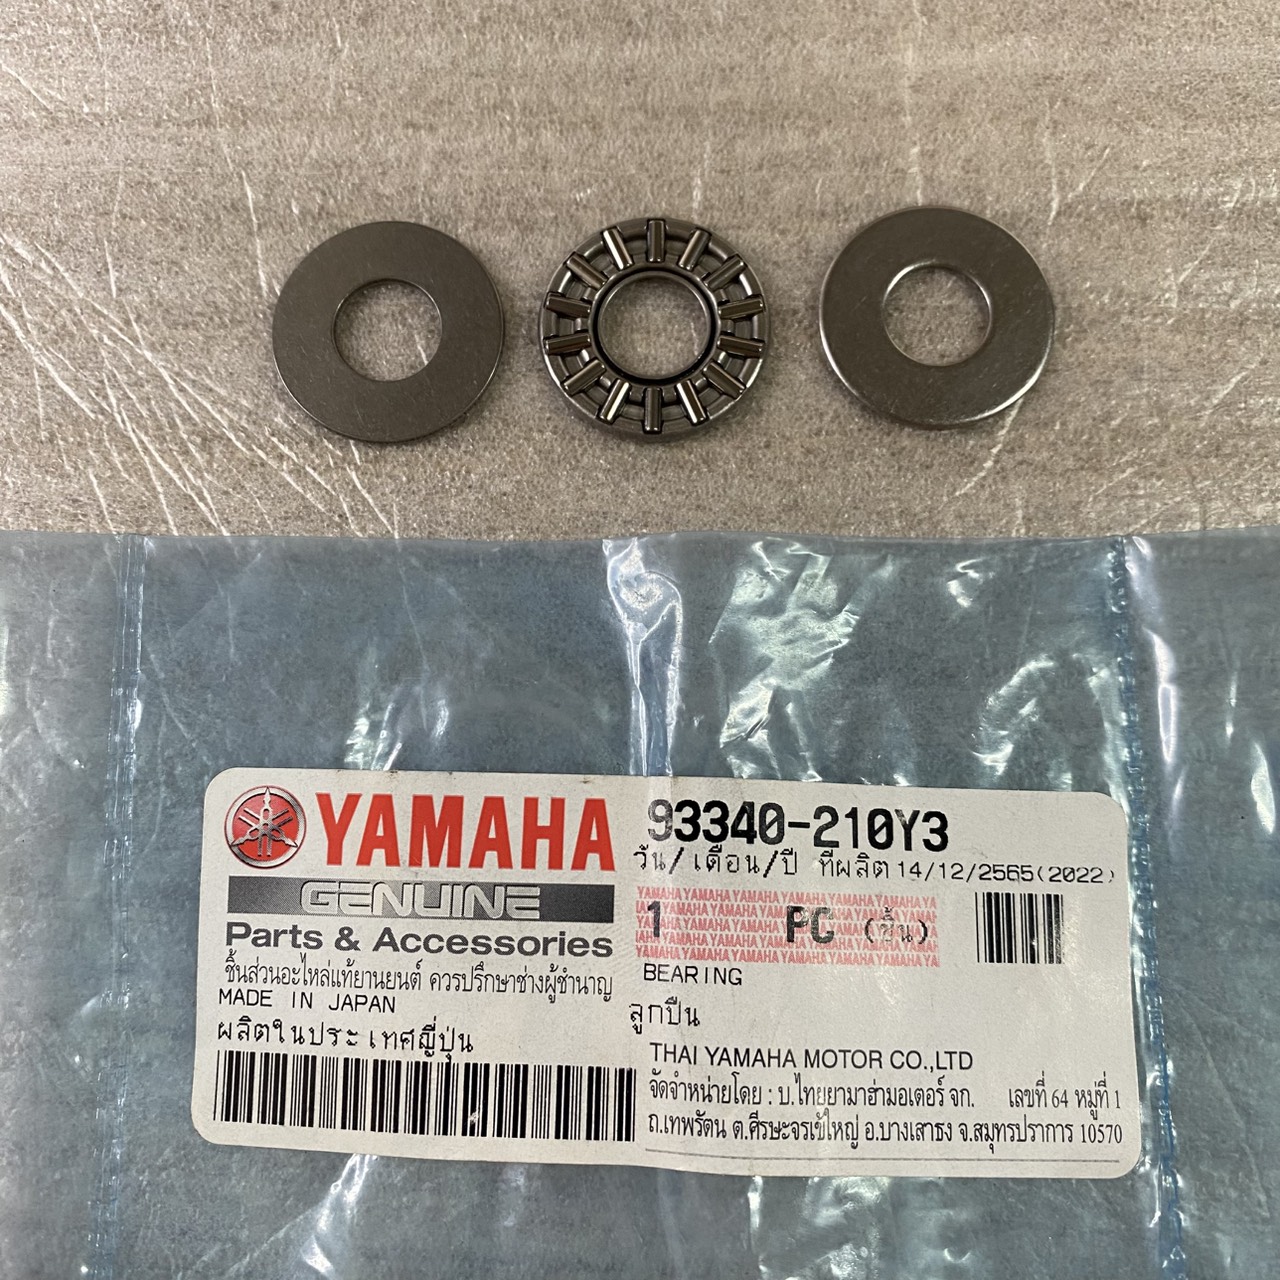 YAMAHA
GENUINE
Parts & Accessories
ชิ้นส่วนอะไหล่แท้ยานยนต์ ควรปรึกษาช่างผู้ชำนาญ
MADE IN JAPAN
ผลิตในประเทศญี่ปุ่น
93340-210Y3
วัน/เดือน/ปี ที่ผลิต 14/12/2565(2022)
1 PC (ชิ้น)
BEARING
ลูกปืน
THAI YAMAHA MOTOR CO.,LTD
จัดจำหน่ายโดย : บ.ไทยยามาฮ่ามอเตอร์ จก. เลขที่ 64 หมู่ที่ 1
ถ.เทพรัตน ต.ศีรษะจรเข้ใหญ่ อ.บางเสาธง จ.สมุทรปราการ 10570